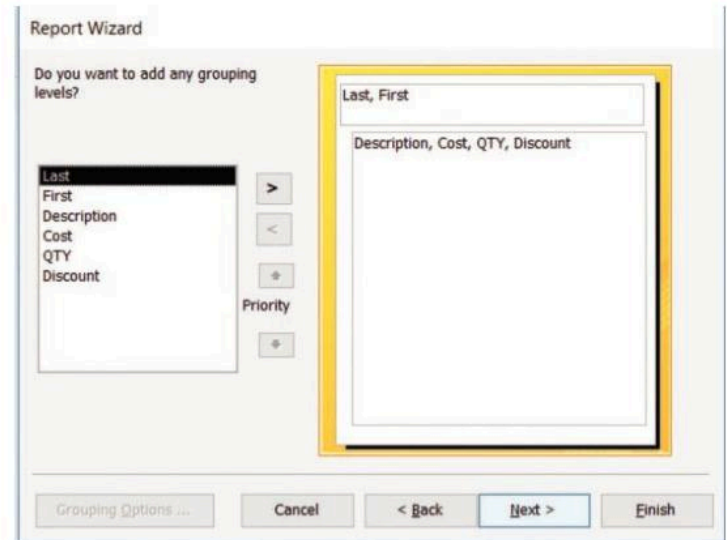 Report Wizard
Do you want to add any grouping
levels?
Last
First
Description
Cost
QTY
Discount
>
<
Priority
Last, First
Description, Cost, QTY, Discount
Grouping Options ...
Cancel
< Back
Next >
Finish